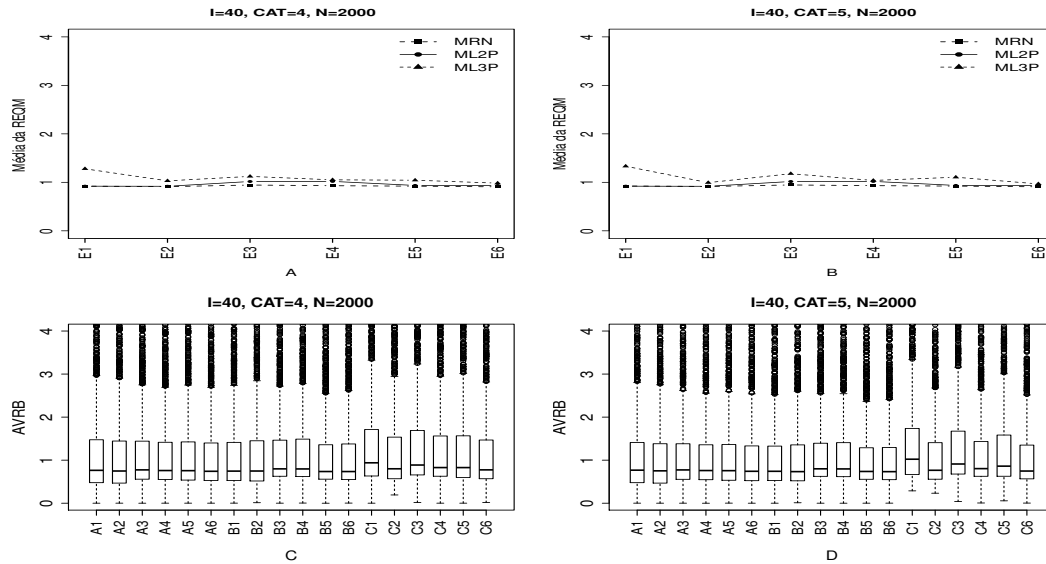 I=40, CAT=4, N=2000
Média da REQM
0 1 2 3 4
MRN
ML2P
ML3P
E1 E2 E3 E4 E5 E6
A
I=40, CAT=5, N=2000
Média da REQM
0 1 2 3 4
MRN
ML2P
ML3P
E1 E2 E3 E4 E5 E6
B
I=40, CAT=4, N=2000
AVRB
0 1 2 3 4
A1 A2 A3 A4 A5 A6 B1 B2 B3 B4 B5 B6 C1 C2 C3 C4 C5 C6
C
I=40, CAT=5, N=2000
AVRB
0 1 2 3 4
A1 A2 A3 A4 A5 A6 B1 B2 B3 B4 B5 B6 C1 C2 C3 C4 C5 C6
D